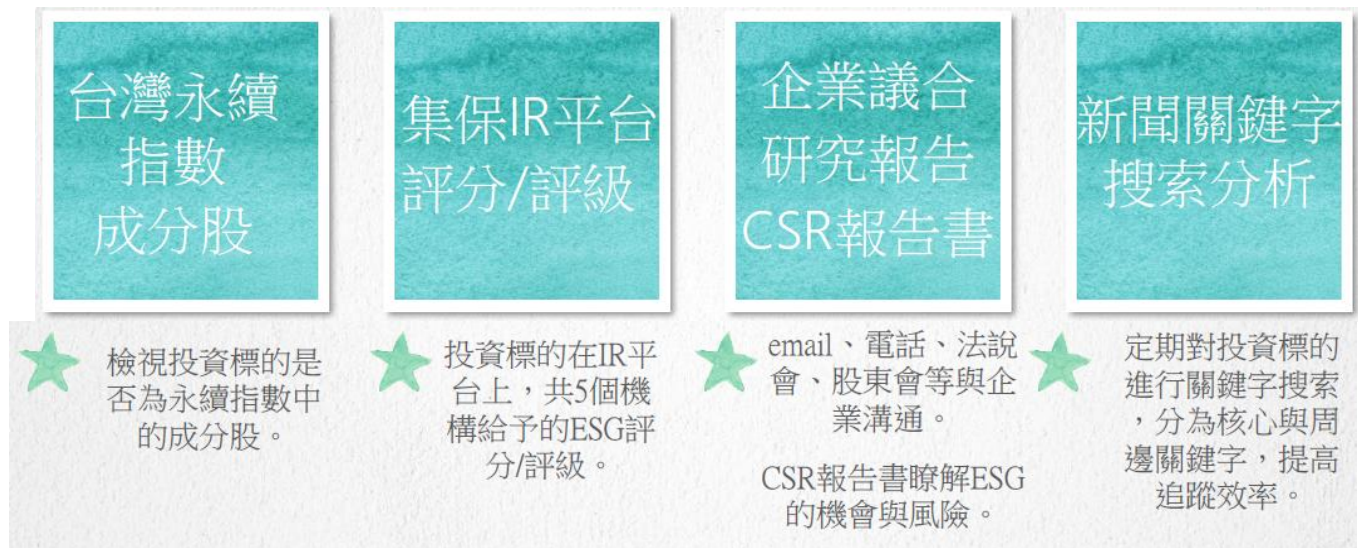 台灣永續
指數
成分股
集保IR平台
評分/評級
企業議合
研究報告
CSR報告書
新聞關鍵字
搜索分析
檢視投資標的是
否為永續指數中
的成分股。
投資標的在IR平
台上，共5個機
構給予的ESG評
分/評級。
email、電話、法說
會、股東會等與企
業溝通。
CSR報告書瞭解ESG
的機會與風險。
定期對投資標的
進行關鍵字搜索
，分為核心與周
邊關鍵字，提高
追蹤效率。